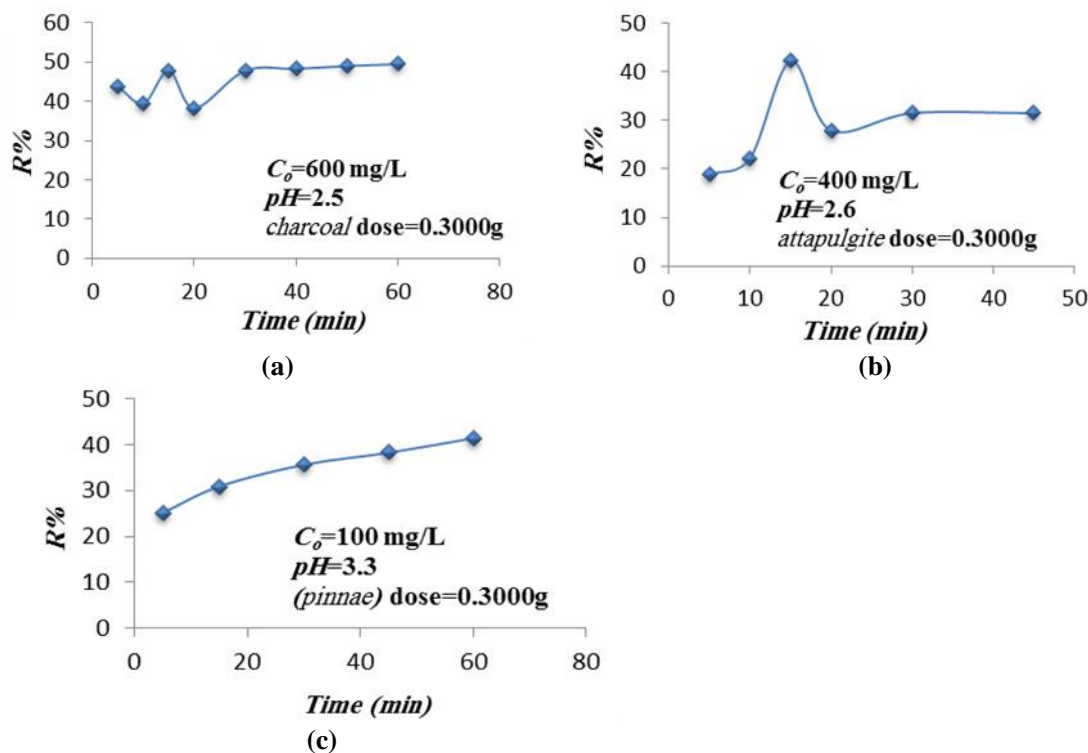 60
50
40
30
20
10
0
R%
C₀=600 mg/L
pH=2.5
charcoal dose=0.3000g
0 20 40 60 80
Time (min)
(a)
50
40
30
20
10
0
R%
C₀=400 mg/L
pH=2.6
attapulgite dose=0.3000g
0 10 20 30 40 50
Time (min)
(b)
50
40
30
20
10
0
R%
C₀=100 mg/L
pH=3.3
(pinnae) dose=0.3000g
0 20 40 60 80
Time (min)
(c)